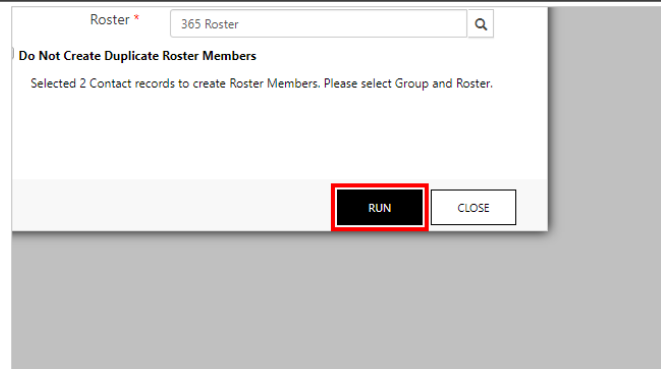 Roster *
365 Roster
Do Not Create Duplicate Roster Members
Selected 2 Contact records to create Roster Members. Please select Group and Roster.
RUN
CLOSE